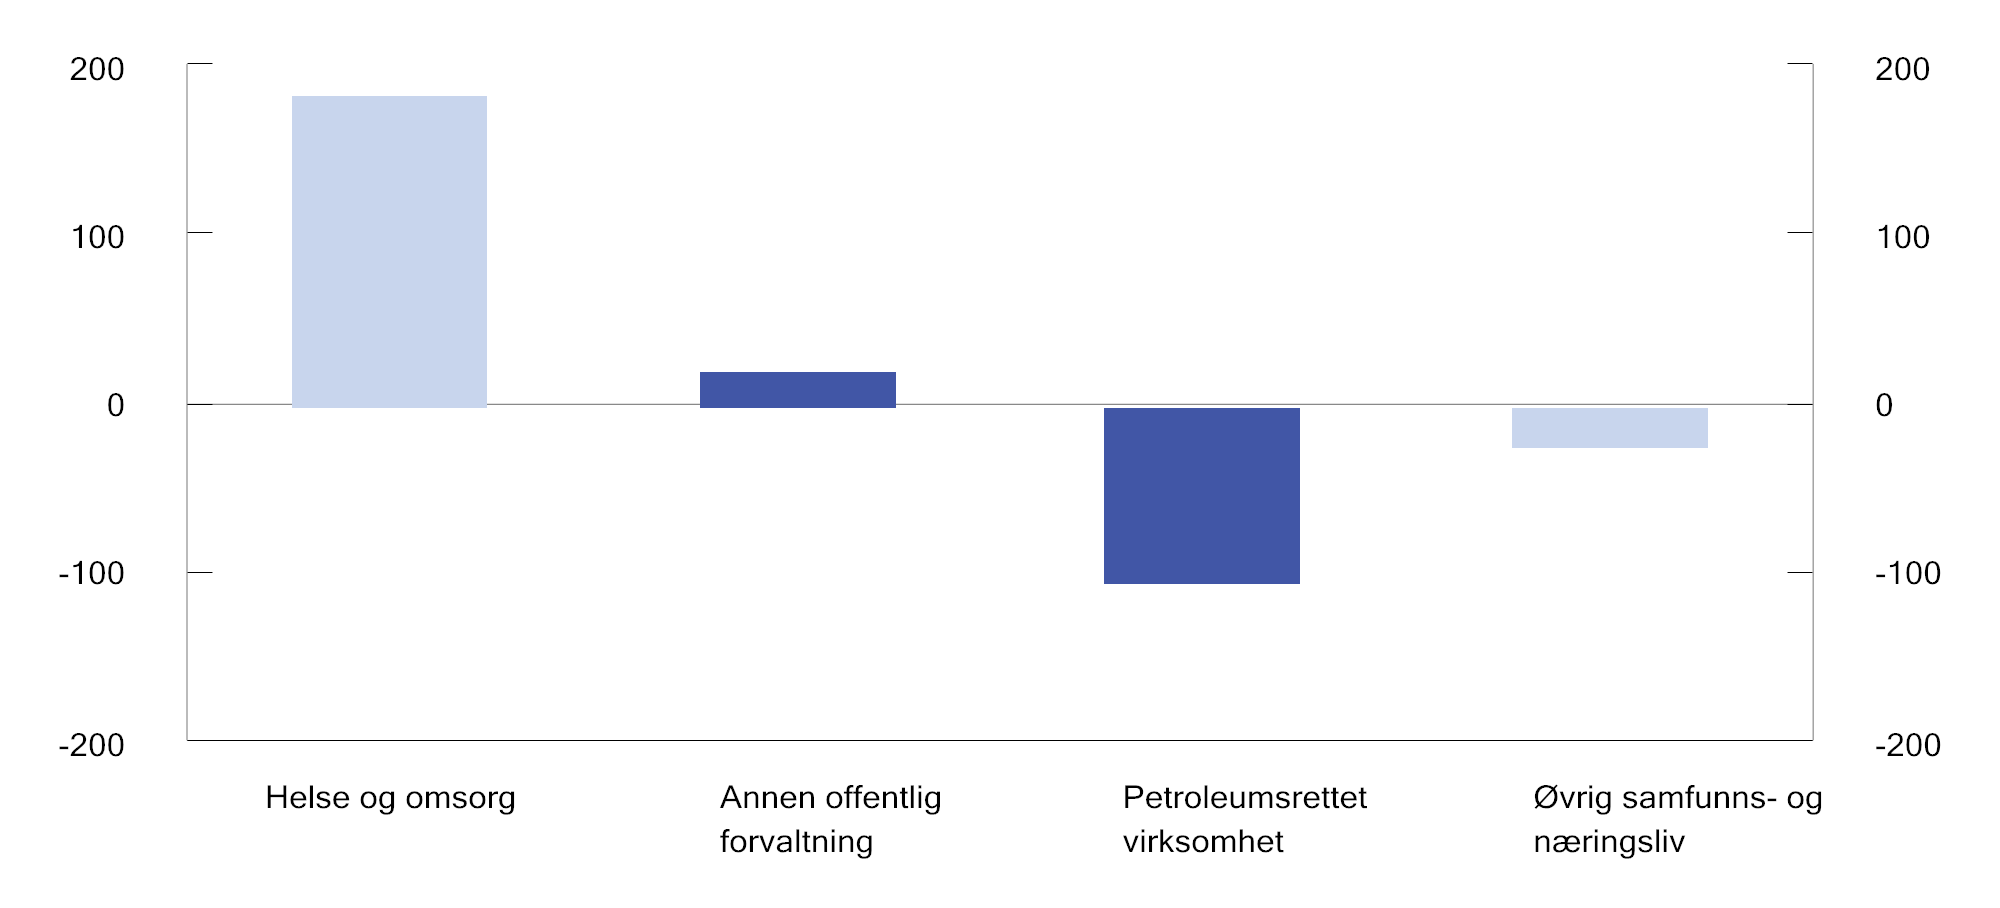 200
200
100
100
0
0
-100
-100
-200
-200
Helse og omsorg
Annen offentlig
forvaltning
Petroleumsrettet
virksomhet
Øvrig samfunns- og
næringsliv